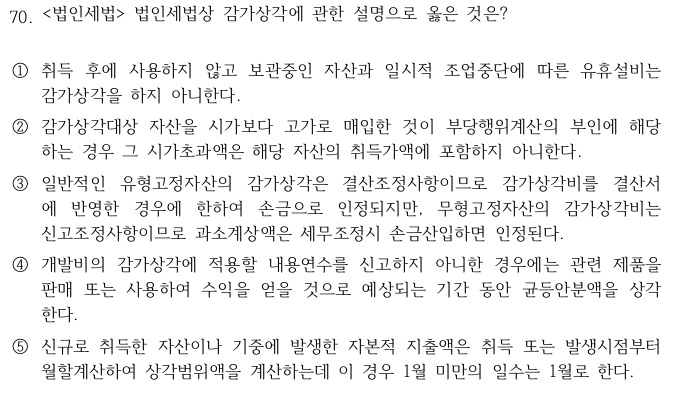 70. <법인세법> 법인세법상 감가상각에 관한 설명으로 옳은 것은?
① 취득 후에 사용하지 않고 보관중인 자산과 일시적 조업중단에 따른 유휴설비는
감가상각을 하지 아니한다.
② 감가상각대상 자산을 시가보다 고가로 매입한 것이 부당행위계산의 부인에 해당
하는 경우 그 시가초과액은 해당 자산의 취득가액에 포함하지 아니한다.
③ 일반적인 유형고정자산의 감가상각은 결산조정사항이므로 감가상각비를 결산서
에 반영한 경우에 한하여 손금으로 인정되지만, 무형고정자산의 감가상각비는
신고조정사항이므로 과소계상액은 세무조정시 손금산입하면 인정된다.
④ 개발비의 감가상각에 적용할 내용연수를 신고하지 아니한 경우에는 관련 제품을
판매 또는 사용하여 수익을 얻을 것으로 예상되는 기간 동안 균등안분액을 상각
한다.
⑤ 신규로 취득한 자산이나 기중에 발생한 자본적 지출액은 취득 또는 발생시점부터
월할계산하여 상각범위액을 계산하는데 이 경우 1월 미만의 일수는 1월로 한다.